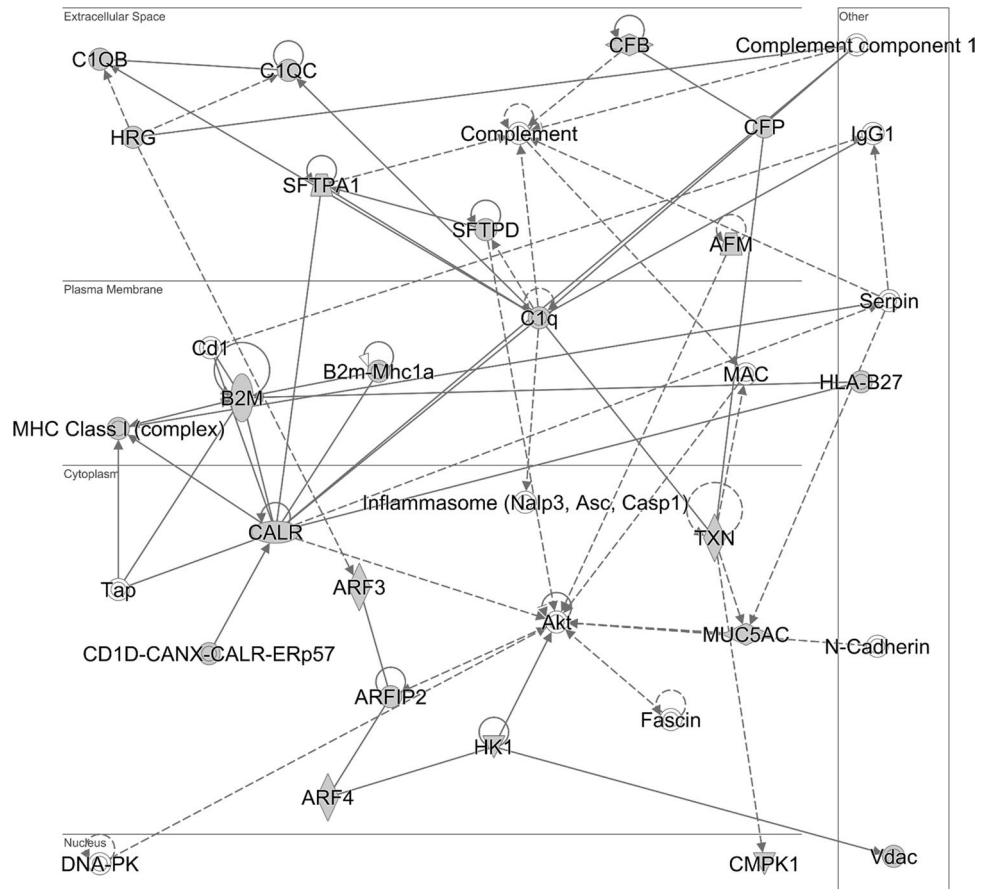 Extracellular Space
Other
CFB
Complement component 1
C1QB
C1QC
HRG
Complement
CFP
IgG1
SFTPA1
SFTPD
AFM
Plasma Membrane
Serpin
C1q
Cd1
B2m-Mhc1a
MAC
HLA-B27
B2M
MHC Class I (complex)
Cytoplasm
Inflammasome (Nalp3, Asc, Casp1)
CALR
TXN
Tap
ARF3
Akt
MUC5AC
N-Cadherin
CD1D-CANX-CALR-ERp57
ARFIP2
Fascin
HK1
ARF4
Nucleus
DNA-PK
CMPK1
Vdac